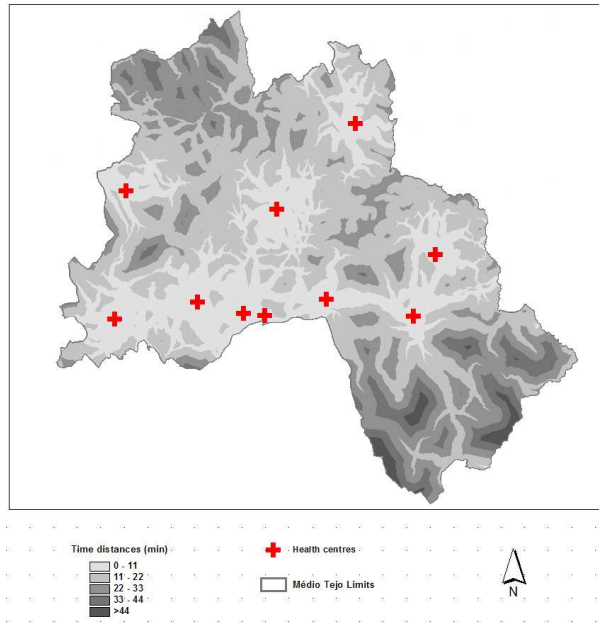 Time distances (min)
0 - 11
11 - 22
22 - 33
33 - 44
>44
Health centres
Médio Tejo Limits
N